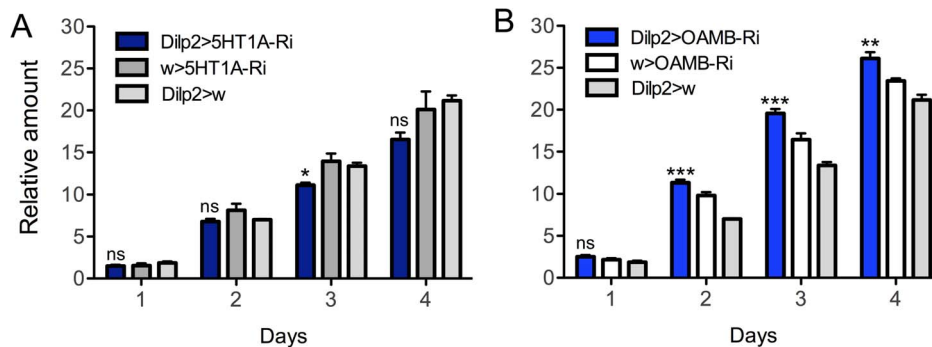 A
Relative amount
30
25
20
15
10
5
0
Dilp2>5HT1A-Ri
w>5HT1A-Ri
Dilp2>w
ns
ns
*
ns
1 2 3 4
Days
B
30
25
20
15
10
5
0
Dilp2>OAMB-Ri
w>OAMB-Ri
Dilp2>w
ns
***
***
**
1 2 3 4
Days